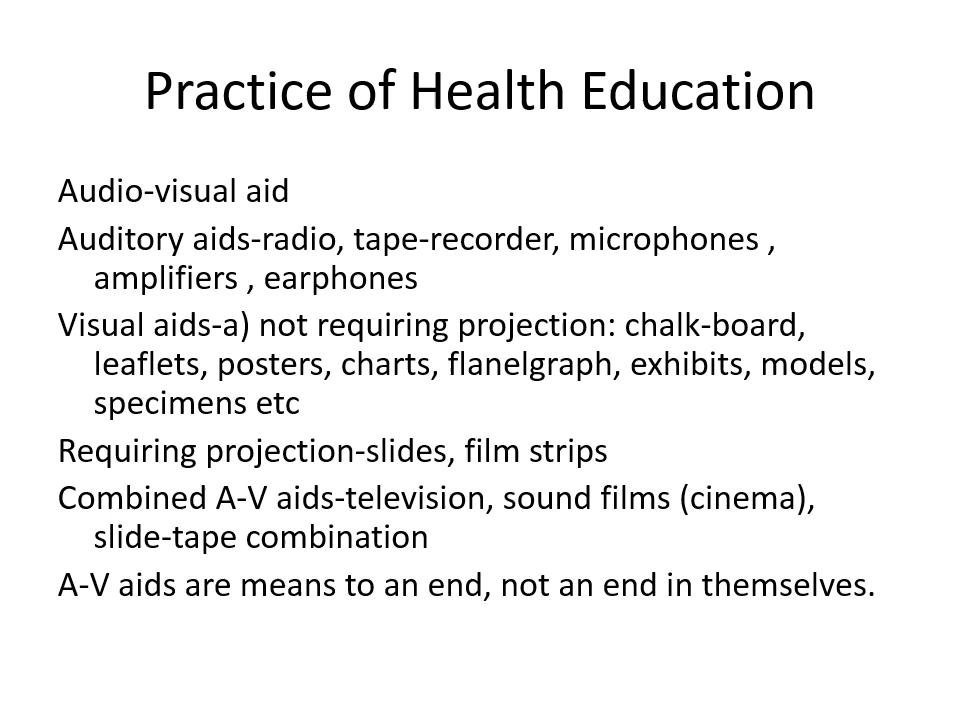 Practice of Health Education
Audio-visual aid
Auditory aids-radio, tape-recorder, microphones ,
amplifiers , earphones
Visual aids-a) not requiring projection: chalk-board,
leaflets, posters, charts, flanelgraph, exhibits, models,
specimens etc
Requiring projection-slides, film strips
Combined A-V aids-television, sound films (cinema),
slide-tape combination
A-V aids are means to an end, not an end in themselves.